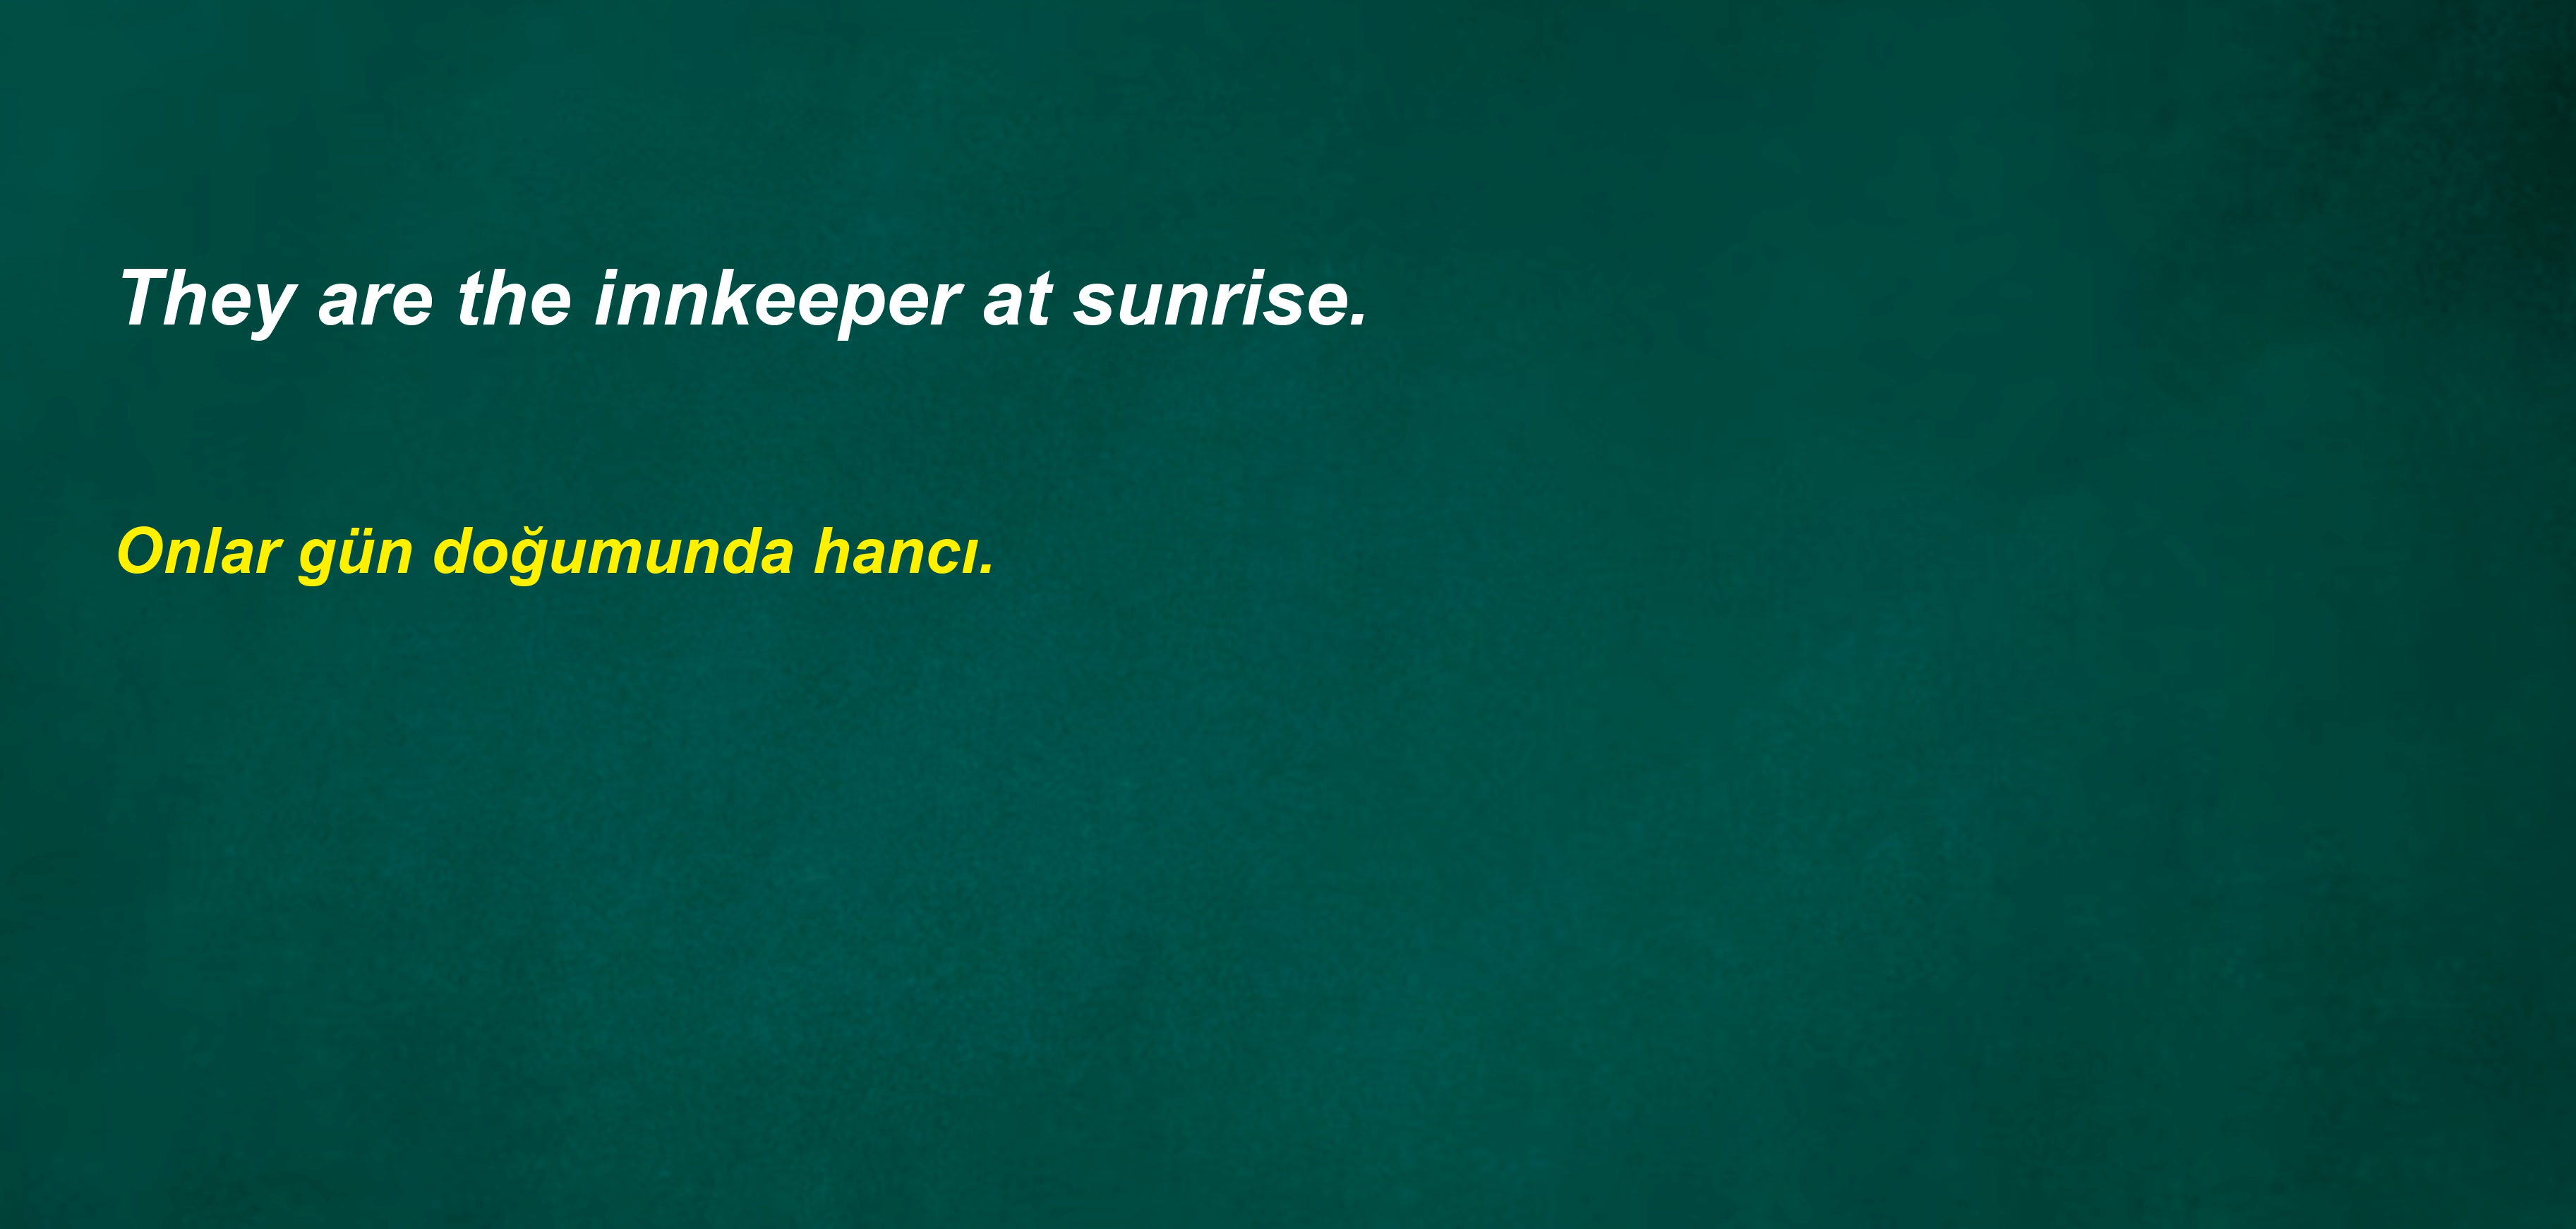 They are the innkeeper at sunrise.
Onlar gün doğumunda hancı.